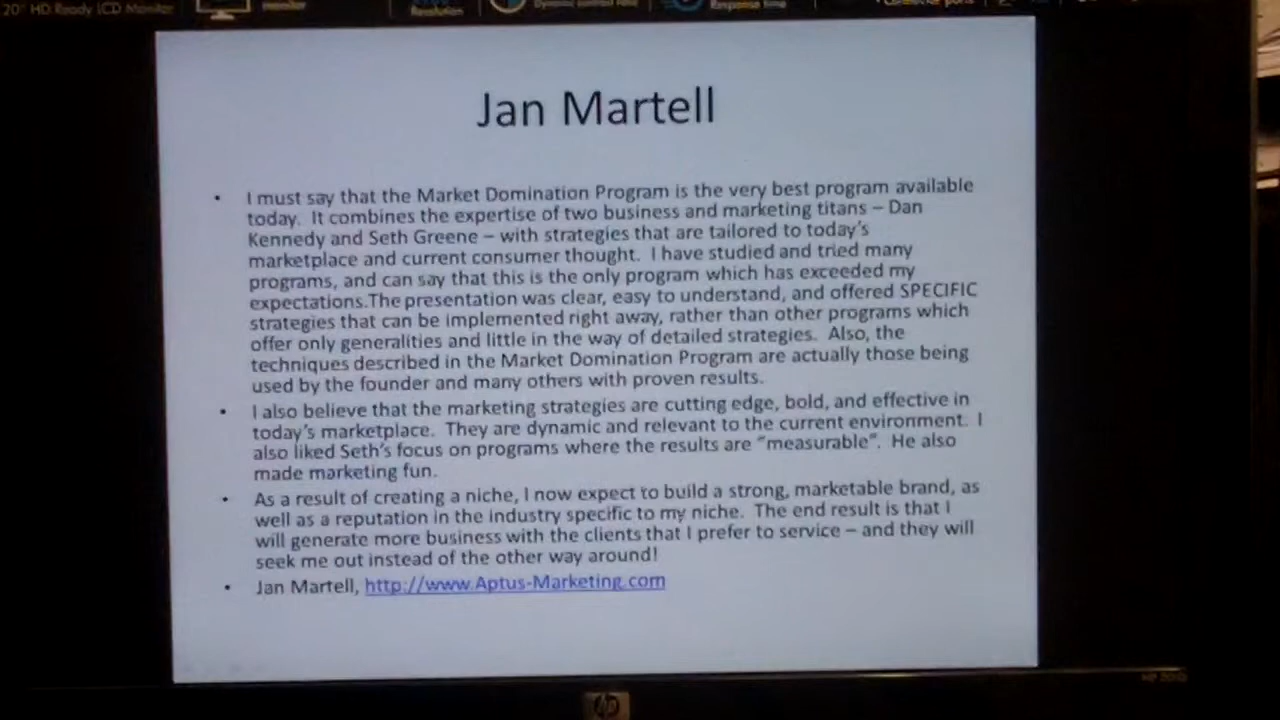 20" HD Ready LCD Monitor
monitor
Resolution
Response time
Jan Martell
• I must say that the Market Domination Program is the very best program available
today.  It combines the expertise of two business and marketing titans – Dan
Kennedy and Seth Greene – with strategies that are tailored to today's
marketplace and current consumer thought.  I have studied and tried many
programs, and can say that this is the only program which has exceeded my
expectations.The presentation was clear, easy to understand, and offered SPECIFIC
strategies that can be implemented right away, rather than other programs which
offer only generalities and little in the way of detailed strategies.  Also, the
techniques described in the Market Domination Program are actually those being
used by the founder and many others with proven results.
• I also believe that the marketing strategies are cutting edge, bold, and effective in
today's marketplace.  They are dynamic and relevant to the current environment.  I
also liked Seth's focus on programs where the results are "measurable".  He also
made marketing fun.
• As a result of creating a niche, I now expect to build a strong, marketable brand, as
well as a reputation in the industry specific to my niche.  The end result is that I
will generate more business with the clients that I prefer to service – and they will
seek me out instead of the other way around!
• Jan Martell, http://www.Aptus-Marketing.com
hp